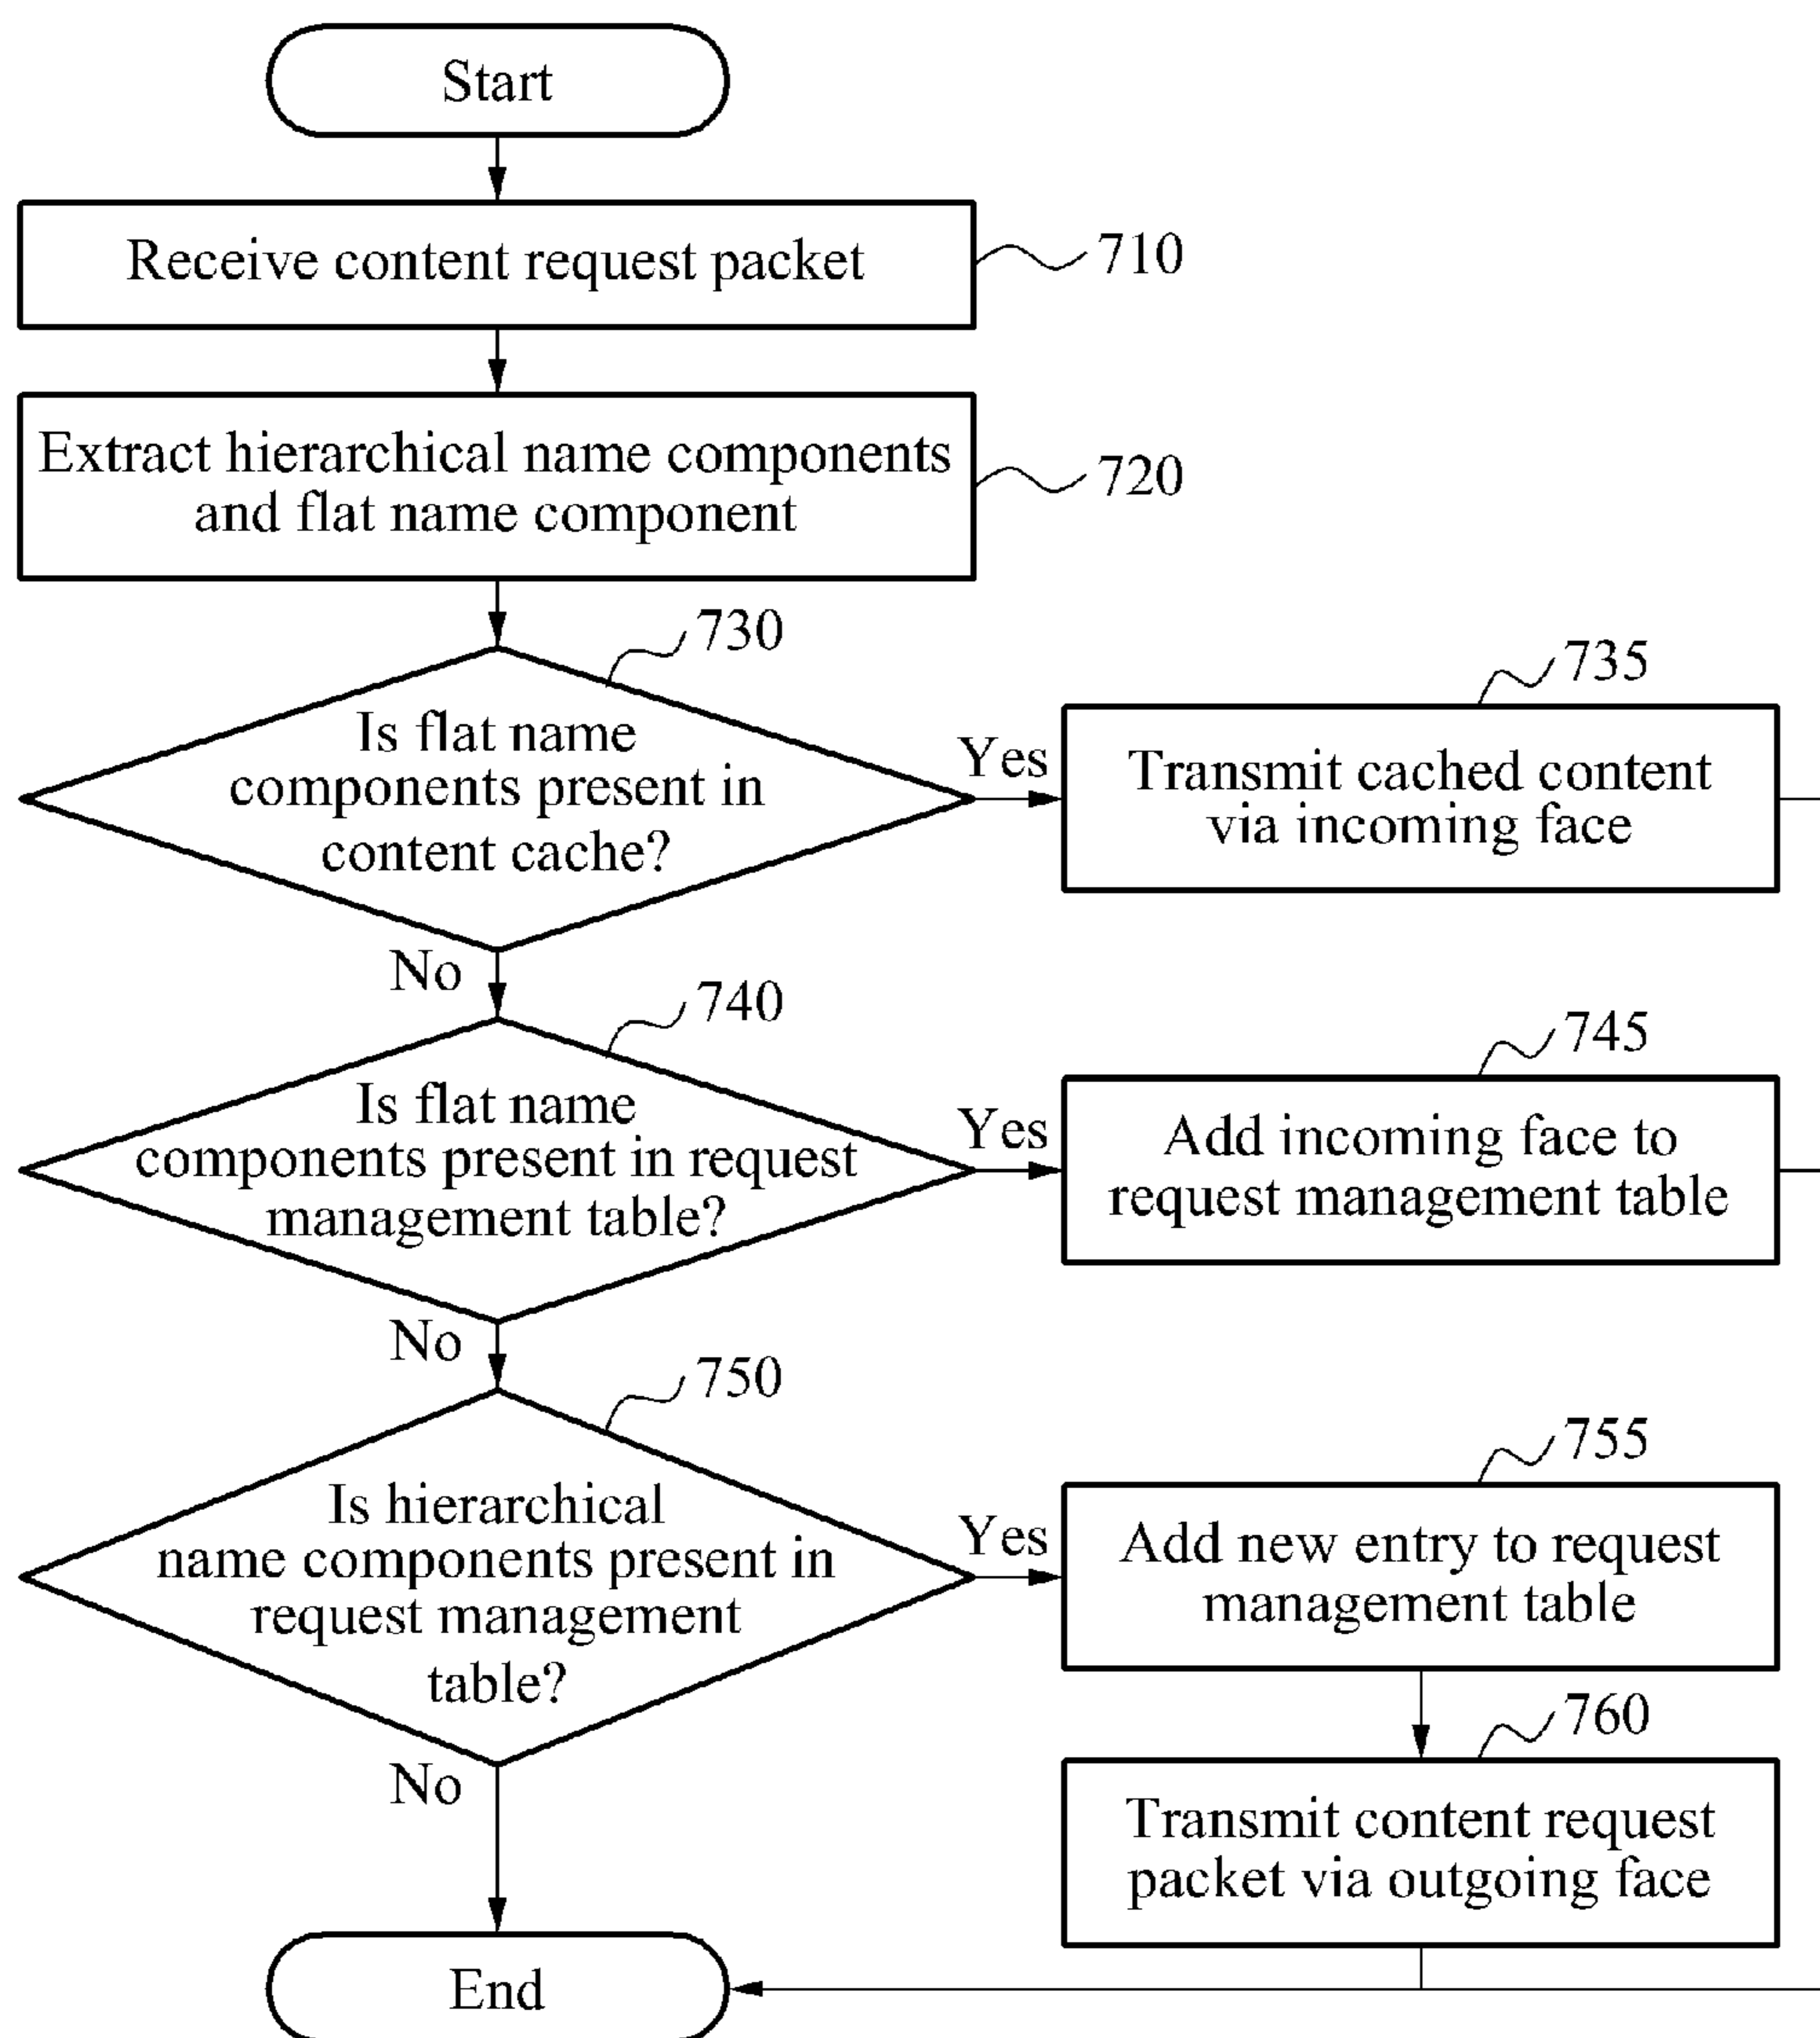 Start
Receive content request packet
710
Extract hierarchical name components
and flat name component
720
730
Is flat name
components present in
content cache?
Yes
735
Transmit cached content
via incoming face
No
740
Is flat name
components present in request
management table?
Yes
745
Add incoming face to
request management table
No
750
Is hierarchical
name components present in
request management
table?
Yes
755
Add new entry to request
management table
760
Transmit content request
packet via outgoing face
No
End